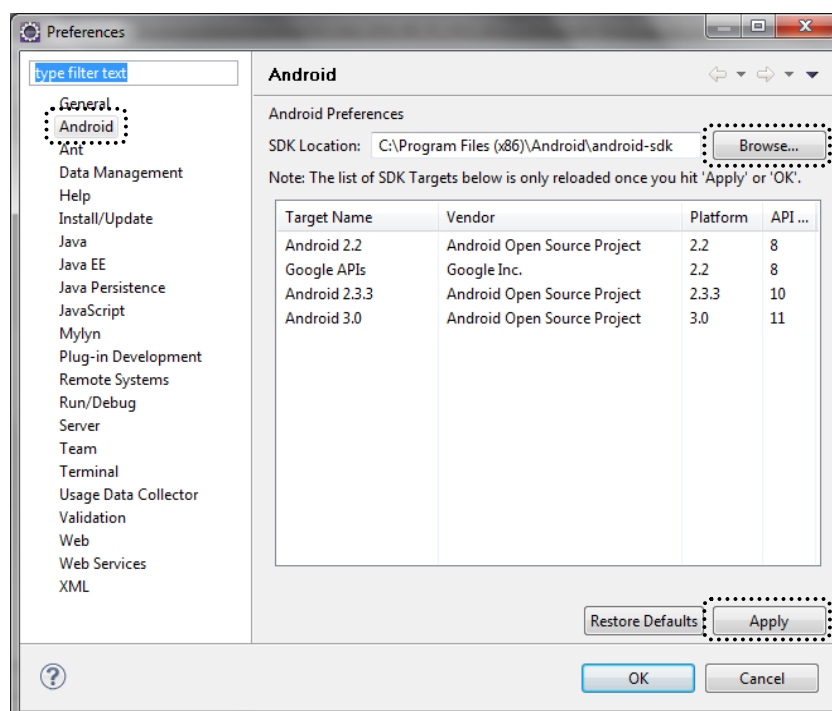 Preferences
type filter text
General
Android
Ant
Data Management
Help
Install/Update
Java
Java EE
Java Persistence
JavaScript
Mylyn
Plug-in Development
Remote Systems
Run/Debug
Server
Team
Terminal
Usage Data Collector
Validation
Web
Web Services
XML
Android
Android Preferences
SDK Location: C:\Program Files (x86)\Android\android-sdk Browse...
Note: The list of SDK Targets below is only reloaded once you hit 'Apply' or 'OK'.
Target Name Vendor Platform API ...
Android 2.2 Android Open Source Project 2.2 8
Google APIs Google Inc. 2.2 8
Android 2.3.3 Android Open Source Project 2.3.3 10
Android 3.0 Android Open Source Project 3.0 11
Restore Defaults Apply
? OK Cancel